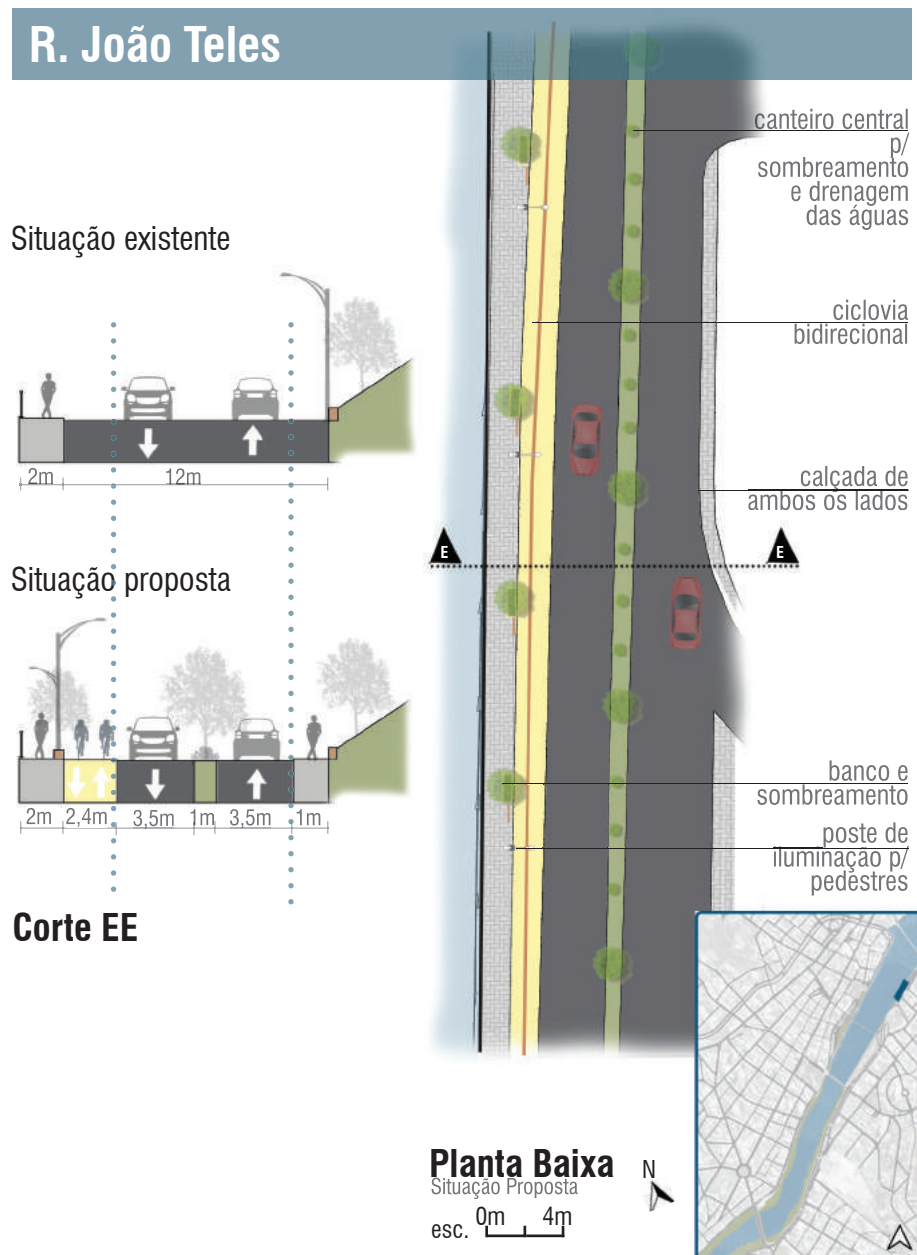 R. João Teles
canteiro central
p/
sombreamento
e drenagem
das águas
Situação existente
ciclovia
bidirecional
2m
12m
calçada de
ambos os lados
E
E
Situação proposta
2m
2,4m
3,5m
1m
3,5m
1m
banco e
sombreamento
poste de
iluminação p/
pedestres
Corte EE
Planta Baixa
Situação Proposta
N
esc.
0m
4m